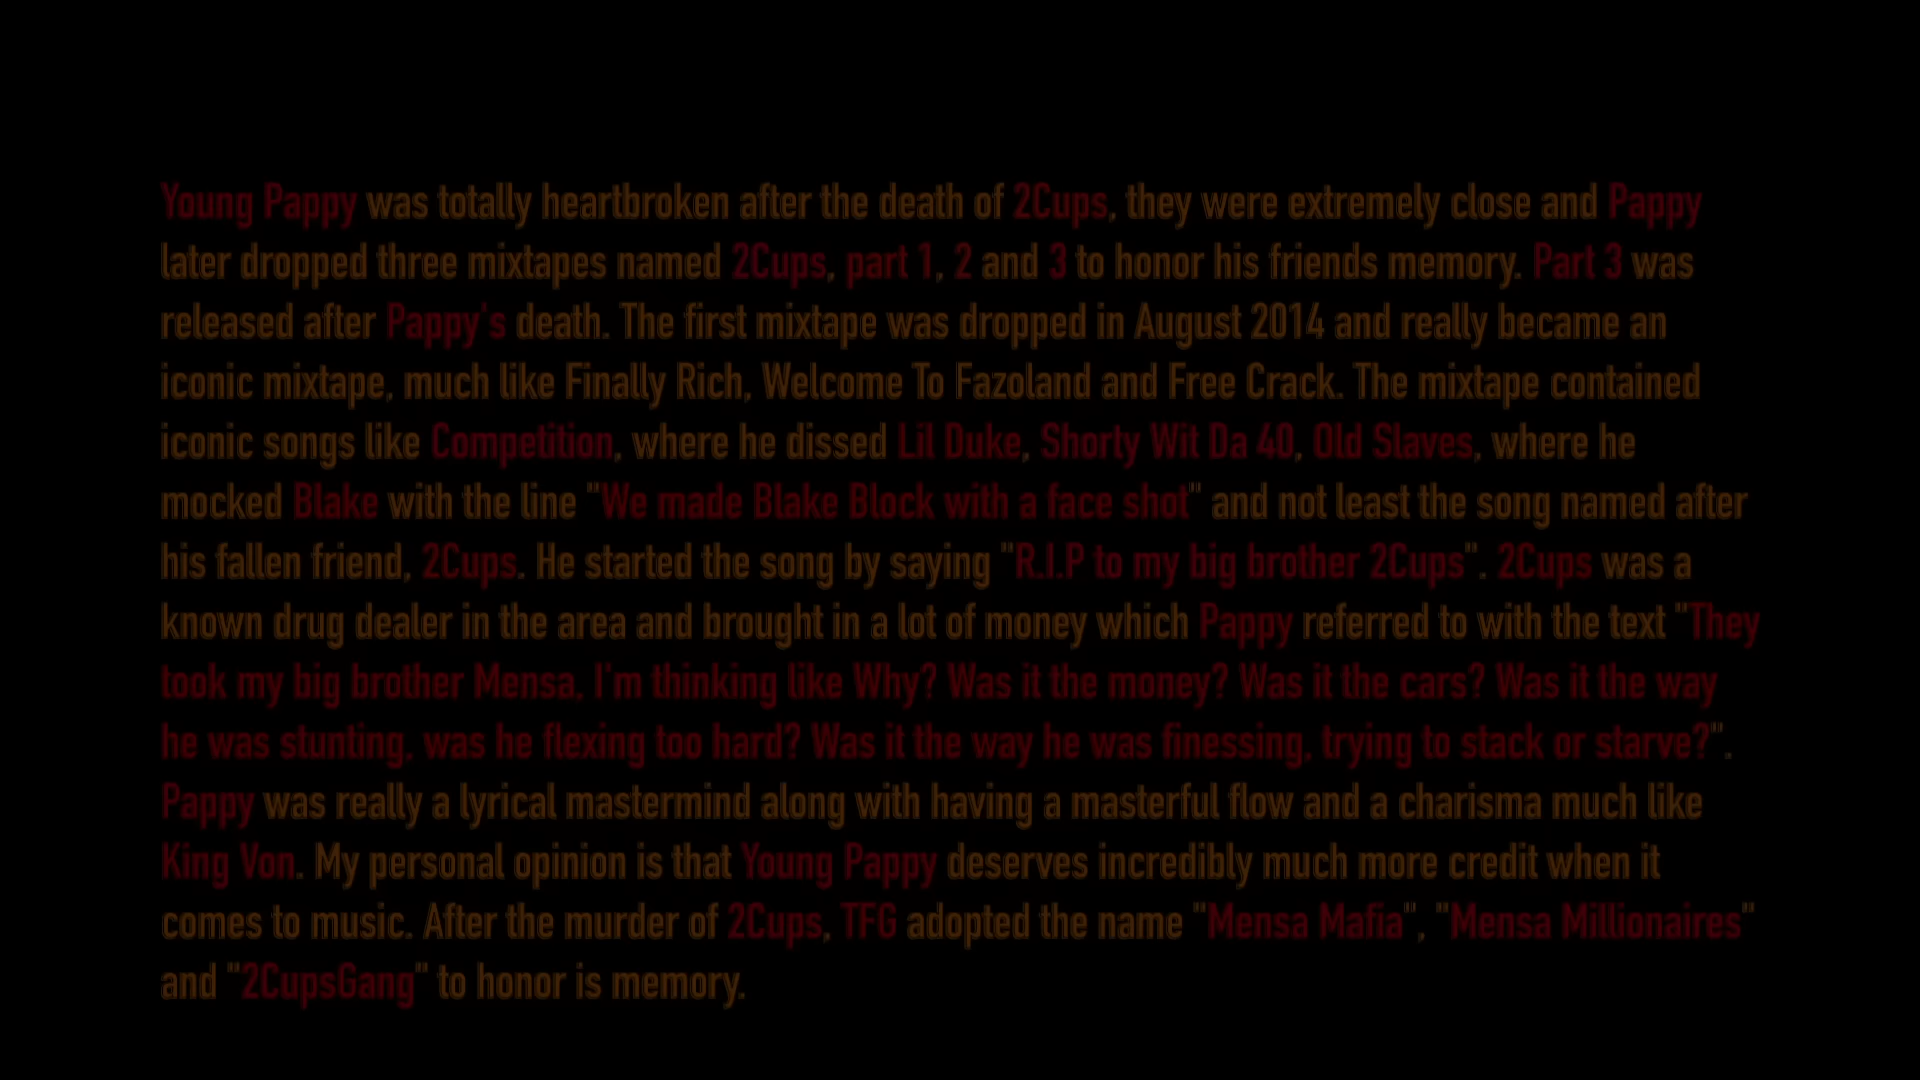 Young Pappy was totally heartbroken after the death of 2Cups, they were extremely close and Pappy
later dropped three mixtapes named 2Cups, part 1, 2 and 3 to honor his friends memory. Part 3 was
released after Pappy's death. The first mixtape was dropped in August 2014 and really became an
iconic mixtape, much like Finally Rich, Welcome To Fazoland and Free Crack. The mixtape contained
iconic songs like Competition, where he dissed Lil Duke, Shorty Wit Da 40, Old Slaves, where he
mocked Blake with the line "We made Blake Block with a face shot" and not least the song named after
his fallen friend, 2Cups. He started the song by saying "R.I.P to my big brother 2Cups". 2Cups was a
known drug dealer in the area and brought in a lot of money which Pappy referred to with the text "They
took my big brother Mensa, I'm thinking like Why? Was it the money? Was it the cars? Was it the way
he was stunting, was he flexing too hard? Was it the way he was finessing, trying to stack or starve?".
Pappy was really a lyrical mastermind along with having a masterful flow and a charisma much like
King Von. My personal opinion is that Young Pappy deserves incredibly much more credit when it
comes to music. After the murder of 2Cups, TFG adopted the name "Mensa Mafia", "Mensa Millionaires"
and "2CupsGang" to honor is memory.